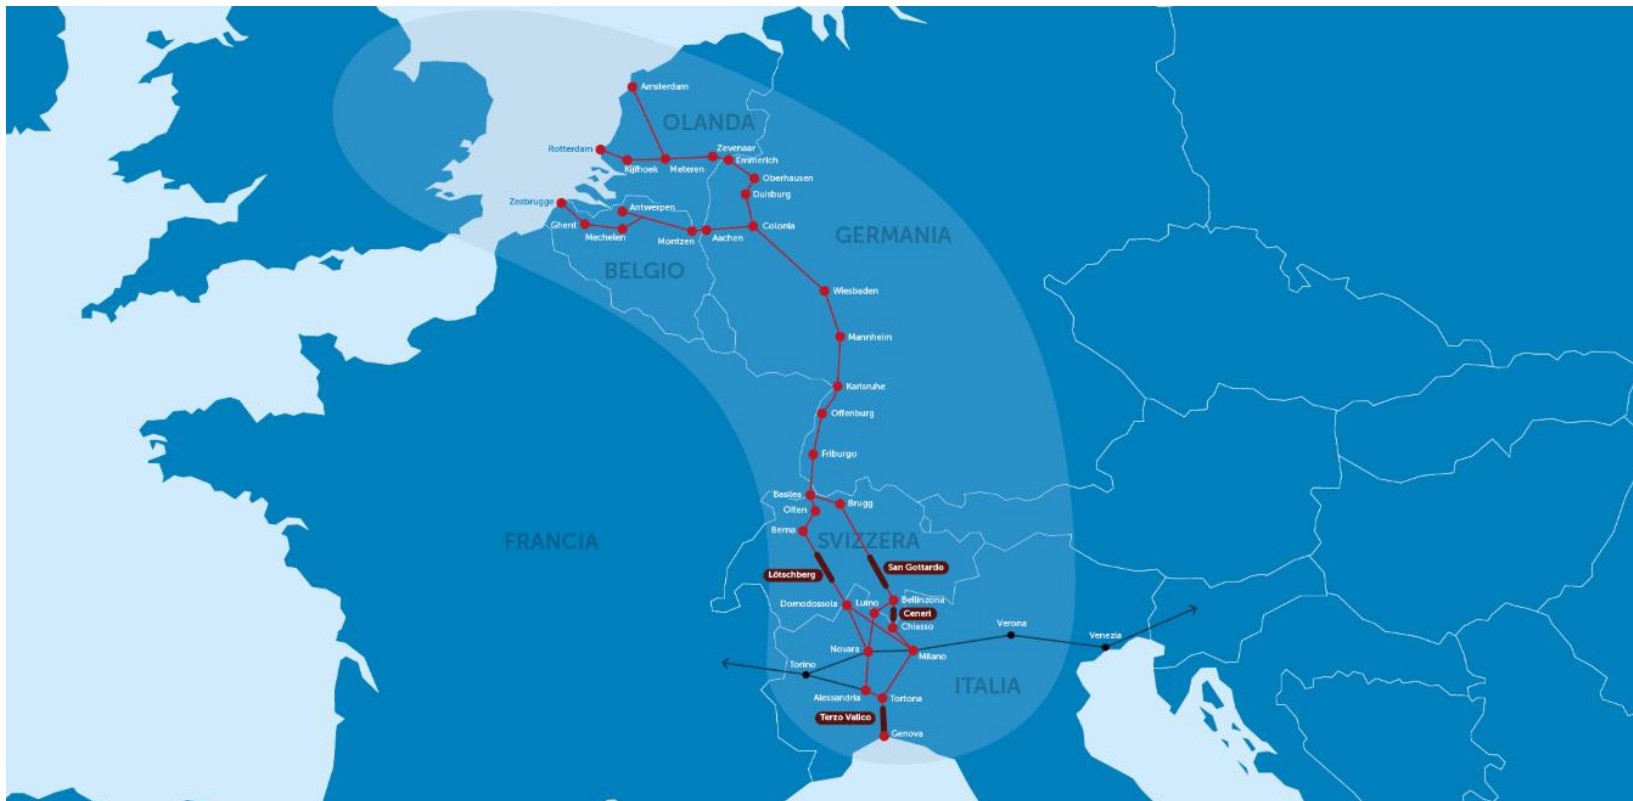 Amsterdam
OLANDA
Rotterdam
Zevenaar
Emmerich
Kijfhoek
Meteren
Oberhausen
Duisburg
Zeebrugge
Antwerpen
Ghent
Colonia
Mechelen
Montzen
Aachen
GERMANIA
BELGIO
Wiesbaden
Mannheim
Karlsruhe
Offenburg
Friburgo
Basilea
Brugg
Olten
Berna
FRANCIA
SVIZZERA
San Gottardo
Lötschberg
Domodossola
Luino
Bellinzona
Ceneri
Chiasso
Verona
Venezia
Novara
Milano
Torino
ITALIA
Alessandria
Tortona
Terzo Valico
Genova